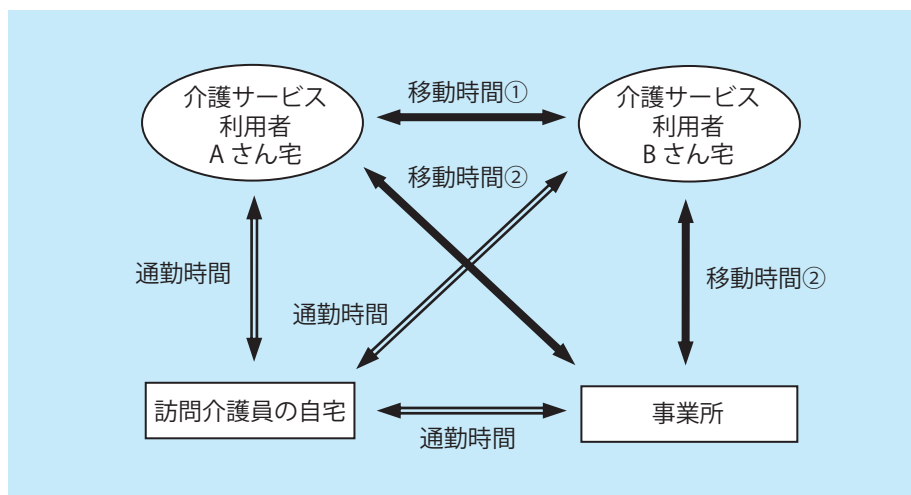 介護サービス
利用者
Aさん宅
移動時間①
介護サービス
利用者
Bさん宅
移動時間②
通勤時間
通勤時間
移動時間②
訪問介護員の自宅
通勤時間
事業所